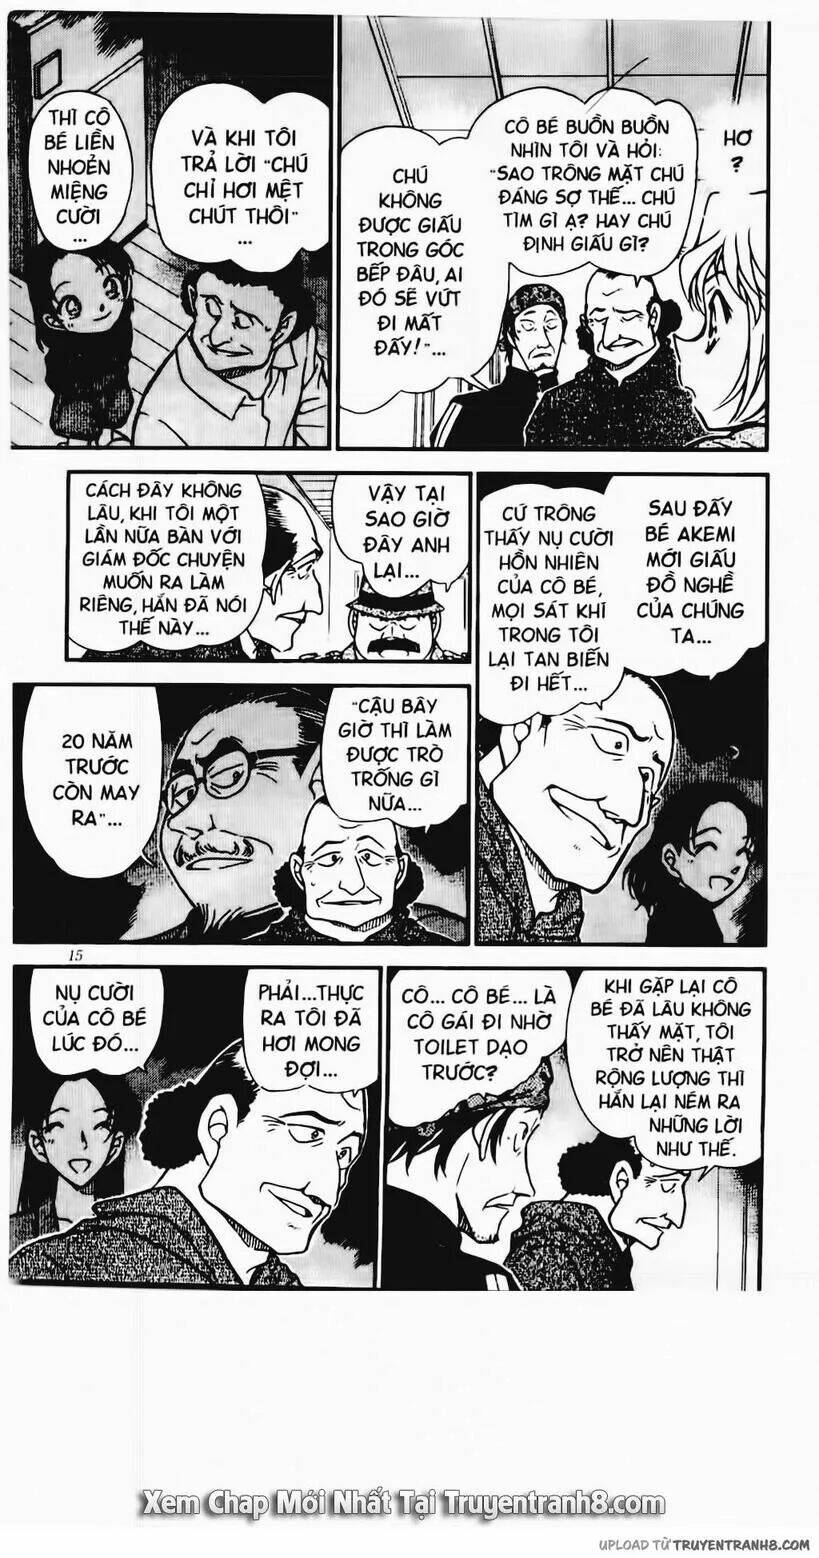 HƠ
?
CÔ BÉ BUỒN BUỒN
NHÌN TÔI VÀ HỎI:
"SAO TRÔNG MẶT CHÚ
ĐÁNG SỢ THẾ... CHÚ
TÌM GÌ Ạ? HAY CHÚ
ĐỊNH GIẤU GÌ?
CHÚ
KHÔNG
ĐƯỢC GIẤU
TRONG GÓC
BẾP ĐÂU, AI
ĐÓ SẼ VỨT
ĐI MẤT
ĐẤY!"...
VÀ KHI TÔI
TRẢ LỜI "CHÚ
CHỈ HƠI MỆT
CHÚT THÔI"
...
THÌ CÔ
BÉ LIỀN
NHOẺN
MIỆNG
CƯỜI
...
SAU ĐẤY
BÉ AKEMI
MỚI GIẤU
ĐỒ NGHỀ
CỦA CHÚNG
TA...
CỨ TRÔNG
THẤY NỤ CƯỜI
HỒN NHIÊN
CỦA CÔ BÉ,
MỌI SÁT KHÍ
TRONG TÔI
LẠI TAN BIẾN
ĐI HẾT...
VẬY TẠI
SAO GIỜ
ĐÂY ANH
LẠI...
CÁCH ĐÂY KHÔNG
LÂU, KHI TÔI MỘT
LẦN NỮA BÀN VỚI
GIÁM ĐỐC CHUYỆN
MUỐN RA LÀM
RIÊNG, HẮN ĐÃ NÓI
THẾ NÀY...
"CẬU BÂY
GIỜ THÌ LÀM
ĐƯỢC TRÒ
TRỐNG GÌ
NỮA...
20 NĂM
TRƯỚC
CÒN MAY
RA"...
15
KHI GẶP LẠI CÔ
BÉ ĐÃ LÂU KHÔNG
THẤY MẶT, TÔI
TRỞ NÊN THẬT
RỘNG LƯỢNG THÌ
HẮN LẠI NÉM RA
NHỮNG LỜI
NHƯ THẾ.
CÔ... CÔ BÉ... LÀ
CÔ GÁI ĐI NHỜ
TOILET DẠO
TRƯỚC?
PHẢI...THỰC
RA TÔI ĐÃ
HƠI MONG
ĐỢI...
NỤ CƯỜI
CỦA CÔ BÉ
LÚC ĐÓ...
Xem Chap Mới Nhất Tại Truyentranh8.com
UPLOAD TỪ TRUYENTRANH8.COM